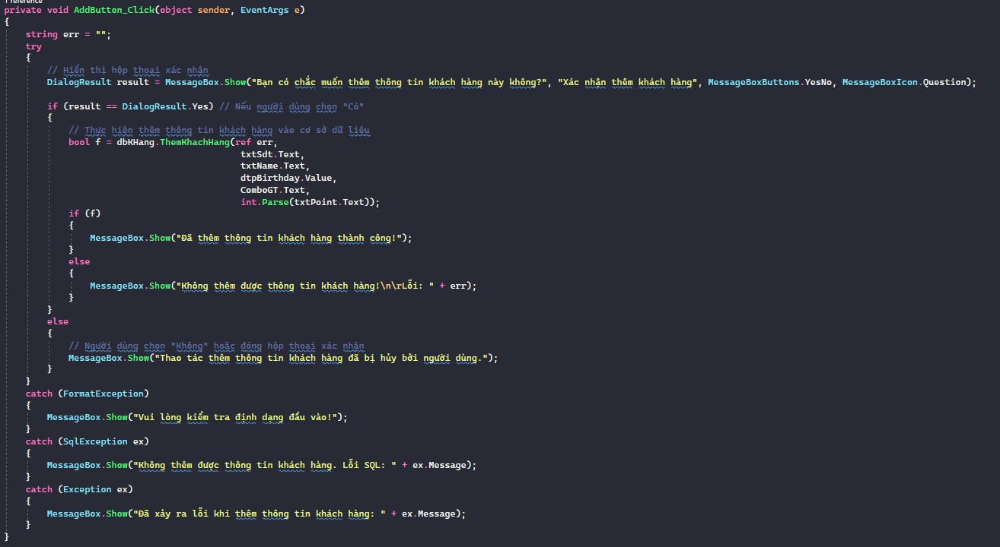 1 reference
private void AddButton_Click(object sender, EventArgs e)
{
    string err = "";
    try
    {
        // Hiển thị hộp thoại xác nhận
        DialogResult result = MessageBox.Show("Bạn có chắc muốn thêm thông tin khách hàng này không?", "Xác nhận thêm khách hàng", MessageBoxButtons.YesNo, MessageBoxIcon.Question);
        if (result == DialogResult.Yes) // Nếu người dùng chọn "Có"
        {
            // Thực hiện thêm thông tin khách hàng vào cơ sở dữ liệu
            bool f = dbKHang.ThemKhachHang(ref err,
                                            txtSdt.Text,
                                            txtName.Text,
                                            dtpBirthday.Value,
                                            ComboGT.Text,
                                            int.Parse(txtPoint.Text));
            if (f)
            {
                MessageBox.Show("Đã thêm thông tin khách hàng thành công!");
            }
            else
            {
                MessageBox.Show("Không thêm được thông tin khách hàng!\n\rLỗi: " + err);
            }
        }
        else
        {
            // Người dùng chọn "Không" hoặc đóng hộp thoại xác nhận
            MessageBox.Show("Thao tác thêm thông tin khách hàng đã bị hủy bởi người dùng.");
        }
    }
    catch (FormatException)
    {
        MessageBox.Show("Vui lòng kiểm tra định dạng đầu vào!");
    }
    catch (SqlException ex)
    {
        MessageBox.Show("Không thêm được thông tin khách hàng. Lỗi SQL: " + ex.Message);
    }
    catch (Exception ex)
    {
        MessageBox.Show("Đã xảy ra lỗi khi thêm thông tin khách hàng: " + ex.Message);
    }
}